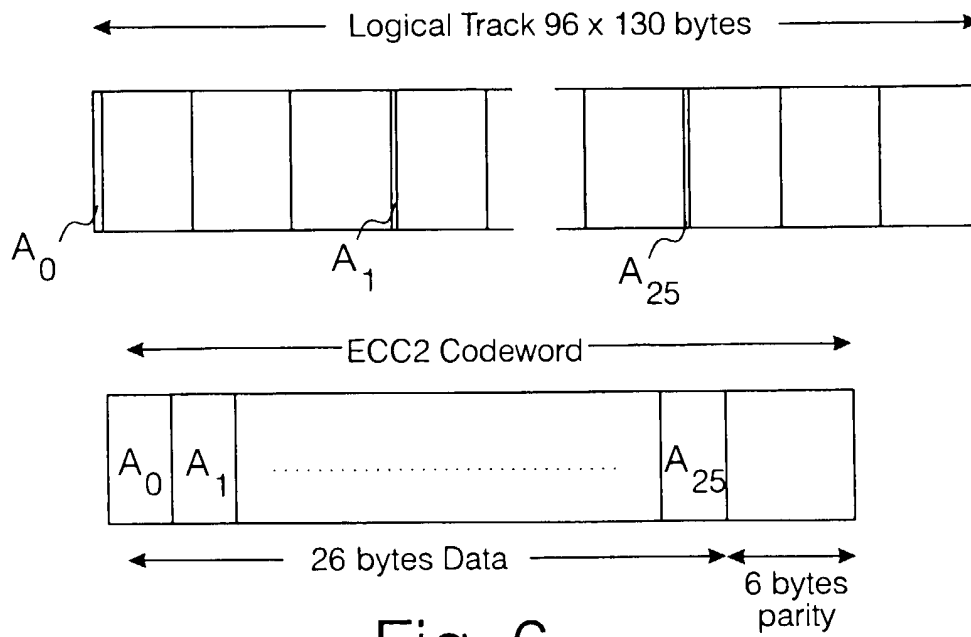 Logical Track 96 x 130 bytes
A0
A1
A25
ECC2 Codeword
A0 A1 ........................................ A25
26 bytes Data
6 bytes
parity